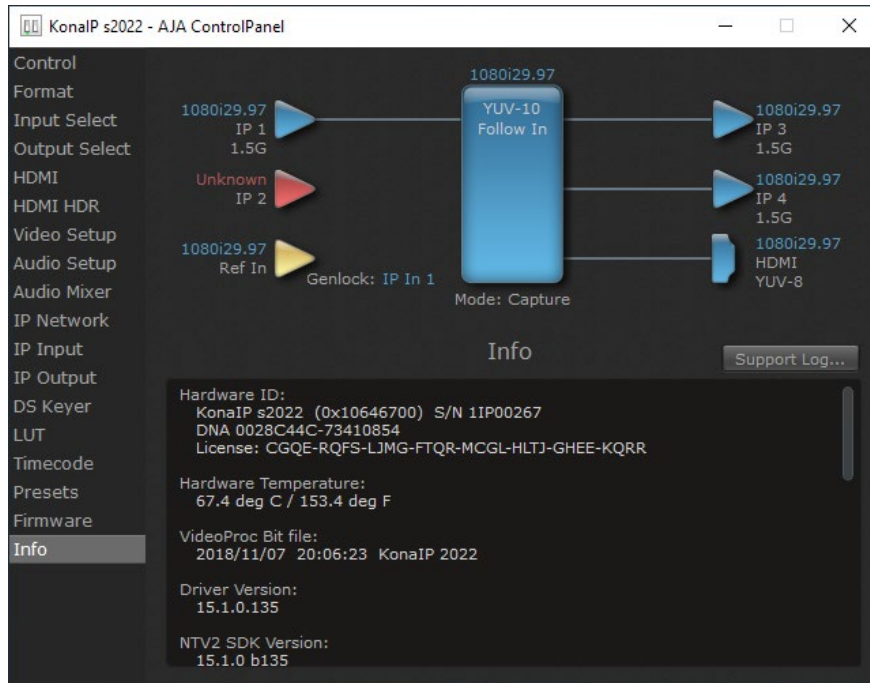 KonaIP s2022 - AJA ControlPanel
Control
Format
Input Select
Output Select
HDMI
HDMI HDR
Video Setup
Audio Setup
Audio Mixer
IP Network
IP Input
IP Output
DS Keyer
LUT
Timecode
Presets
Firmware
Info
1080i29.97
IP 1
1.5G
Unknown
IP 2
1080i29.97
Ref In
Genlock: IP In 1
1080i29.97
YUV-10
Follow In
Mode: Capture
1080i29.97
IP 3
1.5G
1080i29.97
IP 4
1.5G
1080i29.97
HDMI
YUV-8
Info
Support Log...
Hardware ID:
KonaIP s2022 (0x10646700) S/N 1IP00267
DNA 0028C44C-73410854
License: CGQE-RQFS-LJMG-FTQR-MCGL-HLTJ-GHEE-KQRR
Hardware Temperature:
67.4 deg C / 153.4 deg F
VideoProc Bit file:
2018/11/07 20:06:23 KonaIP 2022
Driver Version:
15.1.0.135
NTV2 SDK Version:
15.1.0 b135